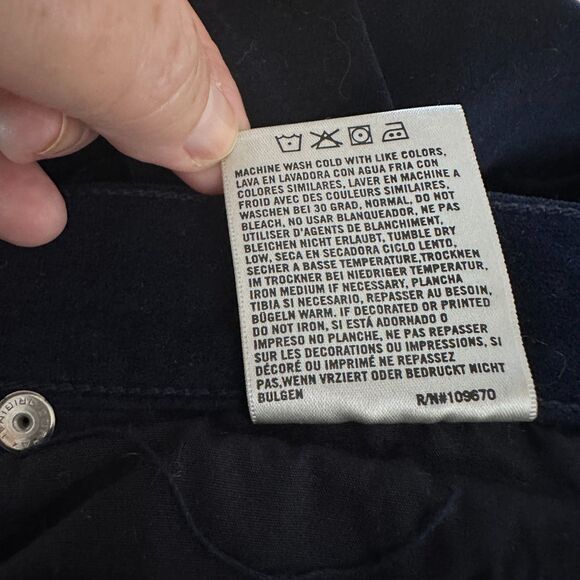 MACHINE WASH COLD WITH LIKE COLORS,
LAVA EN LAVADORA CON AGUA FRIA CON
COLORES SIMILARES, LAVER EN MACHINE A
FROID AVEC DES COULEURS SIMILARES,
WASCHEN BEI 30 GRAD, NORMAL, DO NOT
BLEACH, NO USAR BLANQUEADOR, NE PAS
UTILISER D'AGENTS DE BLANCHIMENT,
BLEICHEN NICHT ERLAUBT, TUMBLE DRY
LOW, SECA EN SECADORA CICLO LENTO,
SECHER A BASSE TEMPERATURE,TROCKNEN
IM TROCKNER BEI NIEDRIGER TEMPERATUR,
IRON MEDIUM IF NECESSARY, PLANCHA
TIBIA SI NECESARIO, REPASSER AU BESOIN,
BÜGELN WARM. IF DECORATED OR PRINTED
DO NOT IRON, SI ESTÁ ADORNADO O
IMPRESO NO PLANCHE, NE PAS REPASSER
SUR LES DECORATIONS OU IMPRESSIONS, SI
DÉCORÉ OU IMPRIMÉ NE REPASSEZ
PAS,WENN VRZIERT ODER BEDRUCKT NICHT
BULGEN R/N#109670